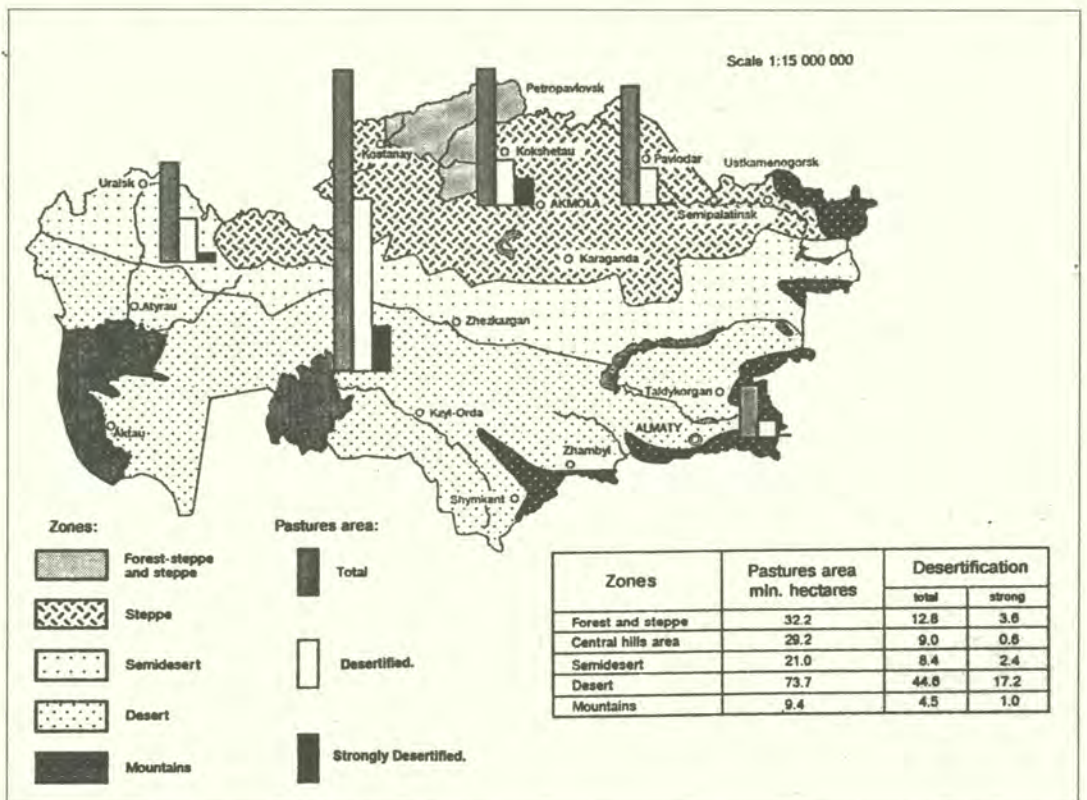 Scale 1:15 000 000
Petropavlovsk
Kostanay
Kokshetau
Pavlodar
Ustkamenogorsk
Uralsk
AKMOLA
Semipalatinsk
Karaganda
Atyrau
Zhezkazgan
Taldykorgan
Kzyl-Orda
ALMATY
Aktau
Zhambyl
Shymkent
Zones:
Forest-steppe
and steppe
Steppe
Semidesert
Desert
Mountains
Pastures area:
Total
Desertified.
Strongly Desertified.
Zones Pastures area mln. hectares Desertification
total strong
Forest and steppe 32.2 12.8 3.6
Central hills area 29.2 9.0 0.6
Semidesert 21.0 8.4 2.4
Desert 73.7 44.6 17.2
Mountains 9.4 4.5 1.0